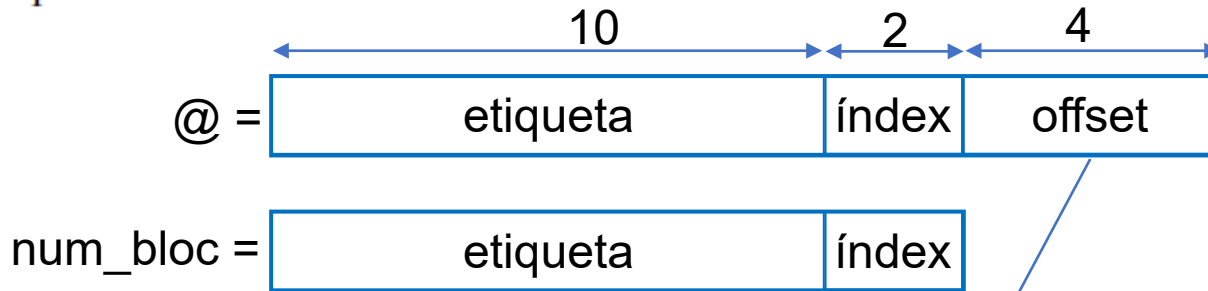 10 2 4
@ = etiqueta índex offset
num_bloc = etiqueta índex